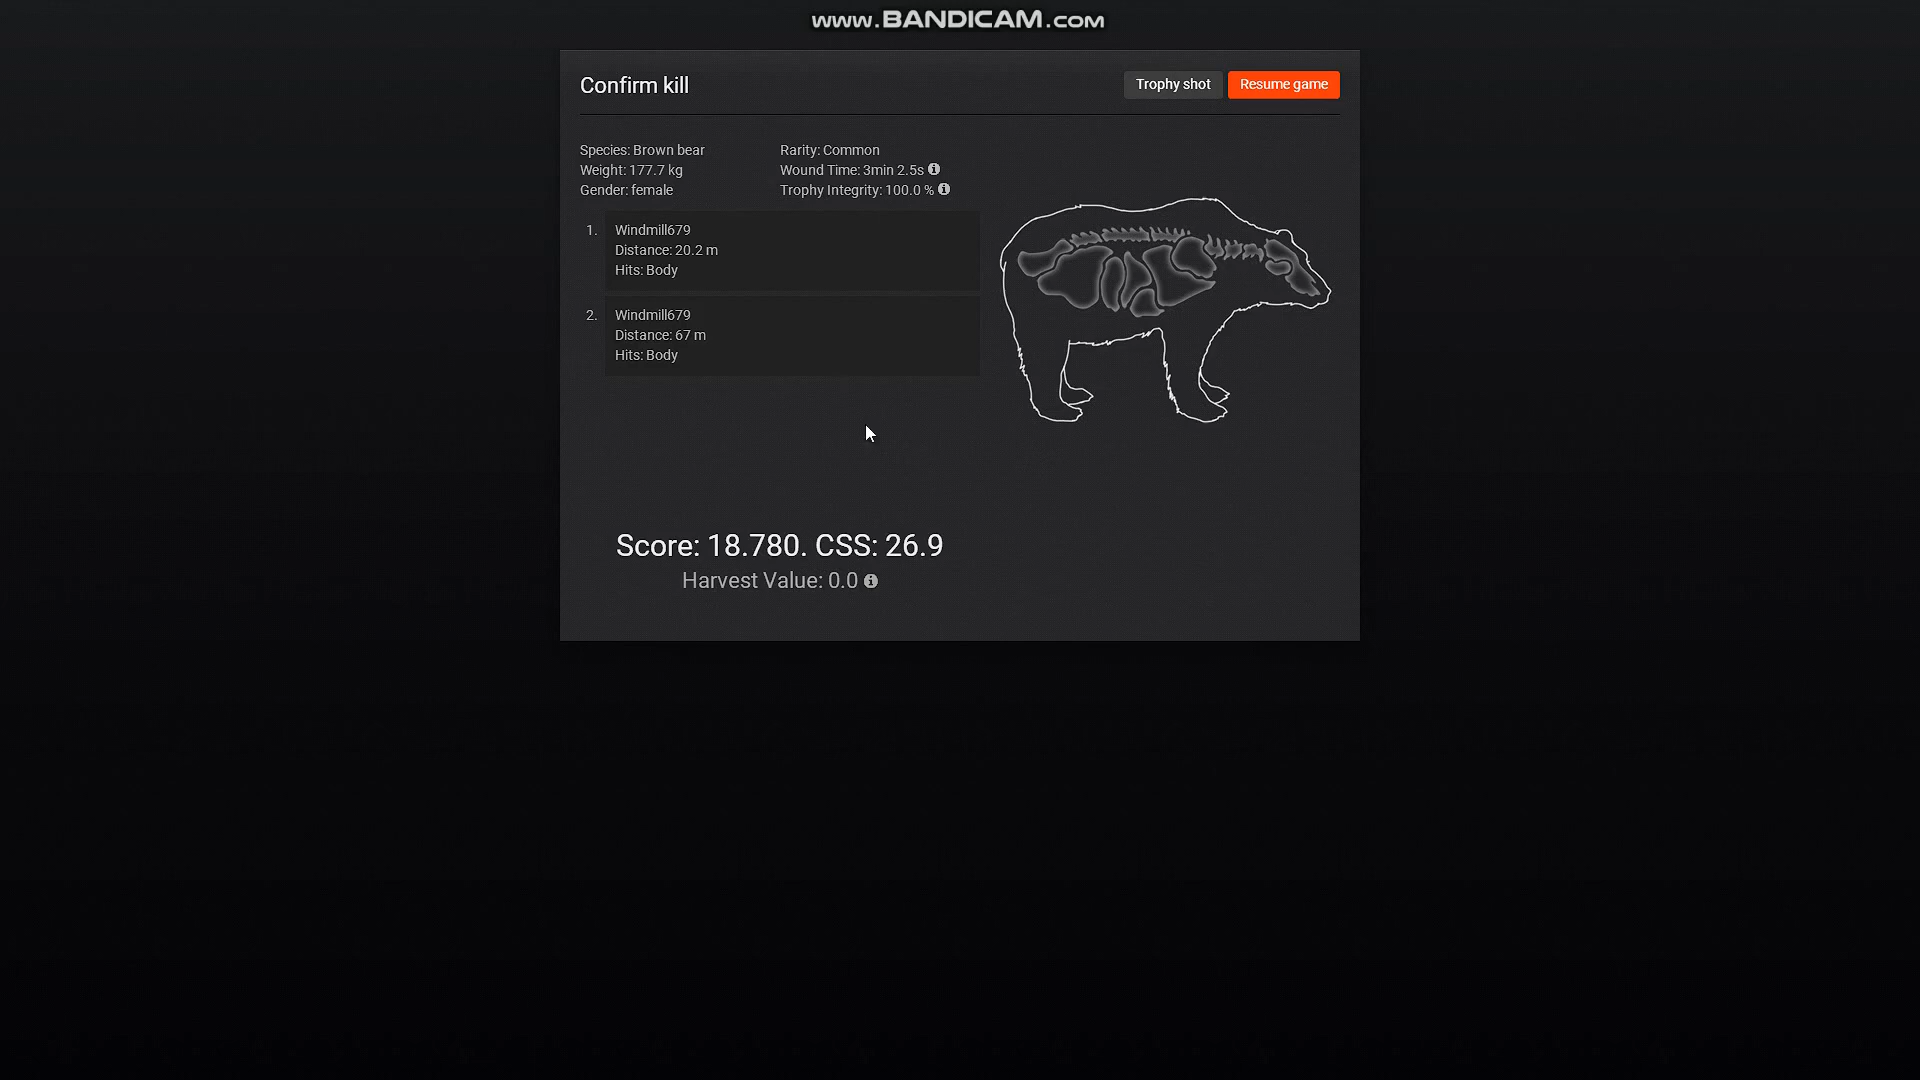 www.BANDICAM.com
Confirm kill
Trophy shot
Resume game
Species: Brown bear
Weight: 177.7 kg
Gender: female
Rarity: Common
Wound Time: 3min 2.5s
Trophy Integrity: 100.0 %
1.
Windmill679
Distance: 20.2 m
Hits: Body
2.
Windmill679
Distance: 67 m
Hits: Body
Score: 18.780. CSS: 26.9
Harvest Value: 0.0